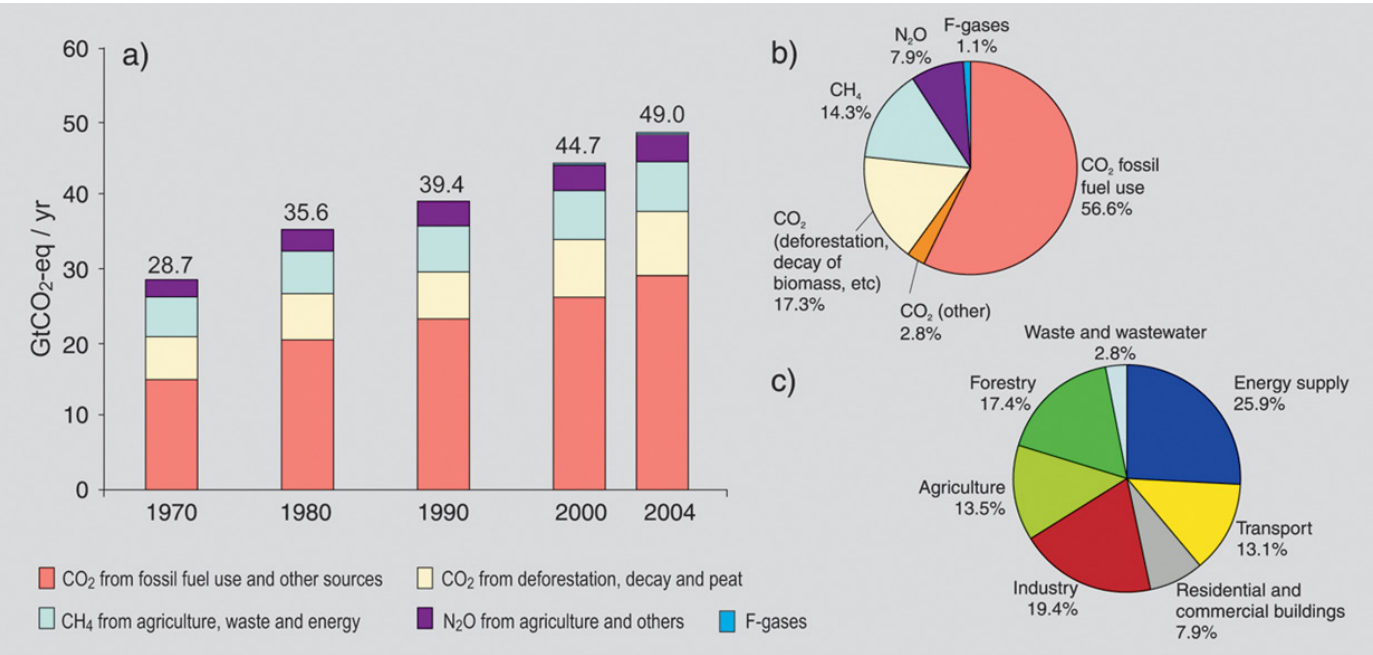 a)
GtCO₂-eq / yr
60
50
40
30
20
10
0
28.7
35.6
39.4
44.7
49.0
1970
1980
1990
2000
2004
CO₂ from fossil fuel use and other sources
CO₂ from deforestation, decay and peat
CH₄ from agriculture, waste and energy
N₂O from agriculture and others
F-gases
b)
F-gases
1.1%
N₂O
7.9%
CH₄
14.3%
CO₂ fossil
fuel use
56.6%
CO₂
(deforestation,
decay of
biomass, etc)
17.3%
CO₂ (other)
2.8%
c)
Waste and wastewater
2.8%
Forestry
17.4%
Energy supply
25.9%
Agriculture
13.5%
Transport
13.1%
Industry
19.4%
Residential and
commercial buildings
7.9%